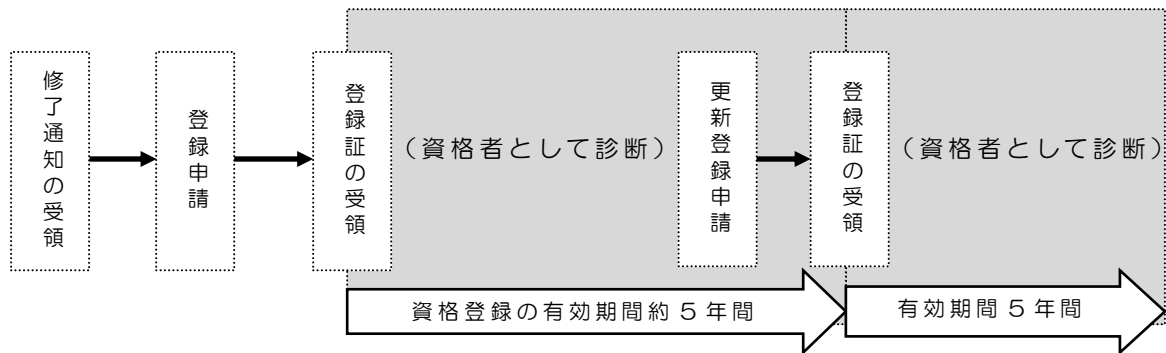 修了通知の受領
登録申請
登録証の受領
（資格者として診断）
更新登録申請
登録証の受領
（資格者として診断）
資格登録の有効期間約５年間
有効期間５年間